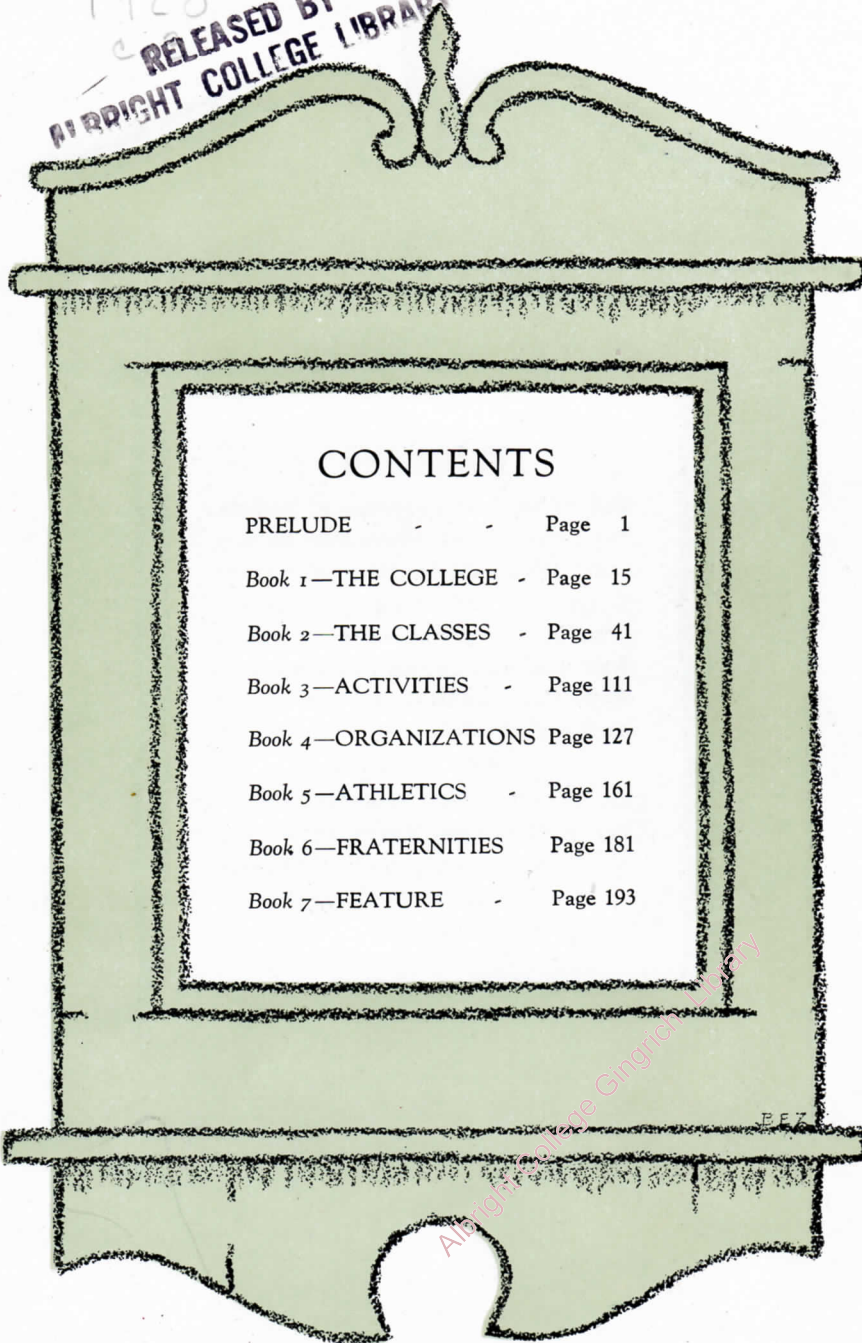 RELEASED BY
ALBRIGHT COLLEGE LIBRARY
CONTENTS
PRELUDE - - Page 1
Book 1—THE COLLEGE - Page 15
Book 2—THE CLASSES - Page 41
Book 3—ACTIVITIES - Page 111
Book 4—ORGANIZATIONS Page 127
Book 5—ATHLETICS - Page 161
Book 6—FRATERNITIES Page 181
Book 7—FEATURE - Page 193
Albright College Gingrich Library